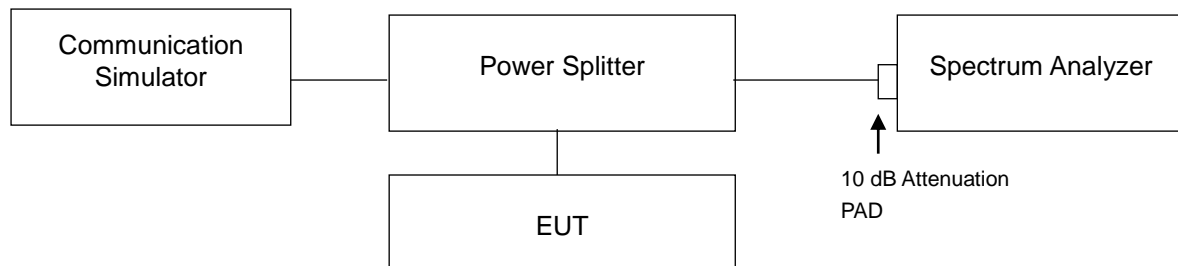 Communication
Simulator
Power Splitter
Spectrum Analyzer
10 dB Attenuation
PAD
EUT